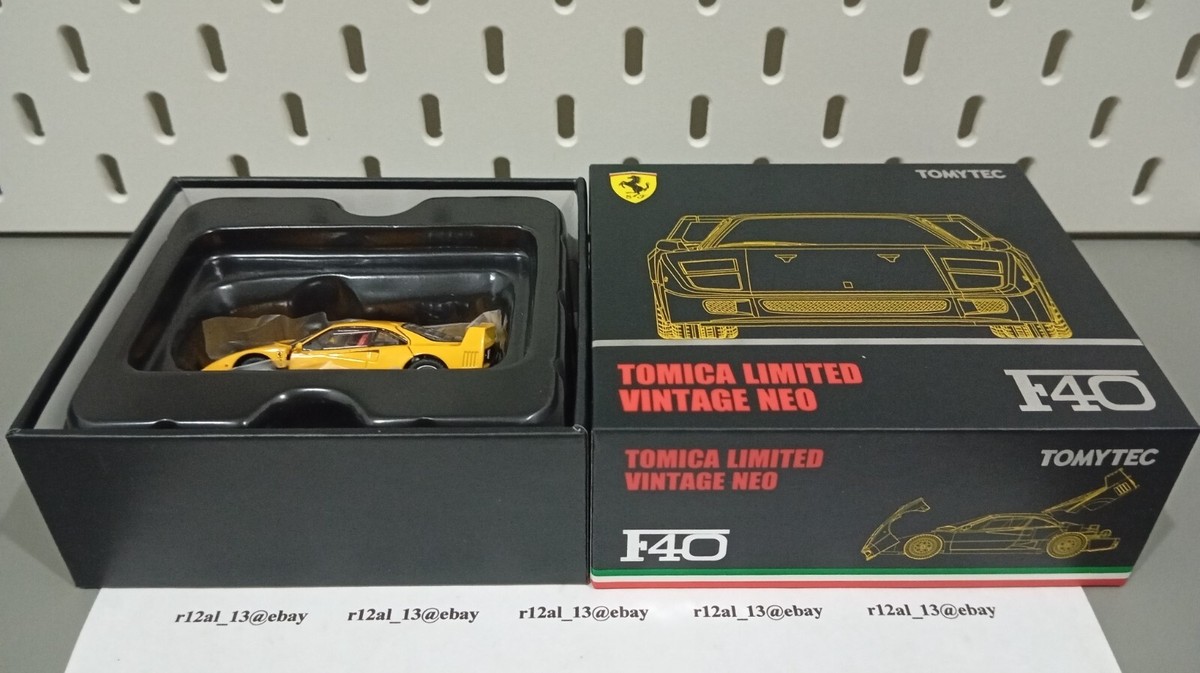 TOMYTEC
TOMICA LIMITED
VINTAGE NEO
F40
TOMICA LIMITED
VINTAGE NEO
TOMYTEC
F40
r12al_13@ebay r12al_13@ebay r12al_13@ebay r12al_13@ebay r12al_13@ebay